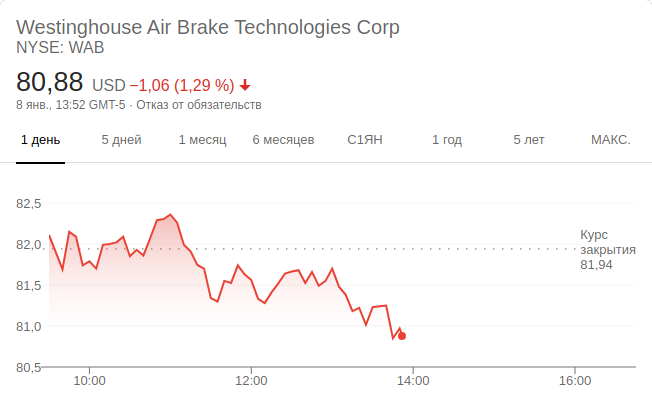 Westinghouse Air Brake Technologies Corp
NYSE: WAB
80,88 USD −1,06 (1,29 %)
8 янв., 13:52 GMT-5 · Отказ от обязательств
1 день 5 дней 1 месяц 6 месяцев С1ЯН 1 год 5 лет МАКС.
82,5
82,0
81,5
81,0
80,5
Курс
закрытия
81,94
10:00 12:00 14:00 16:00